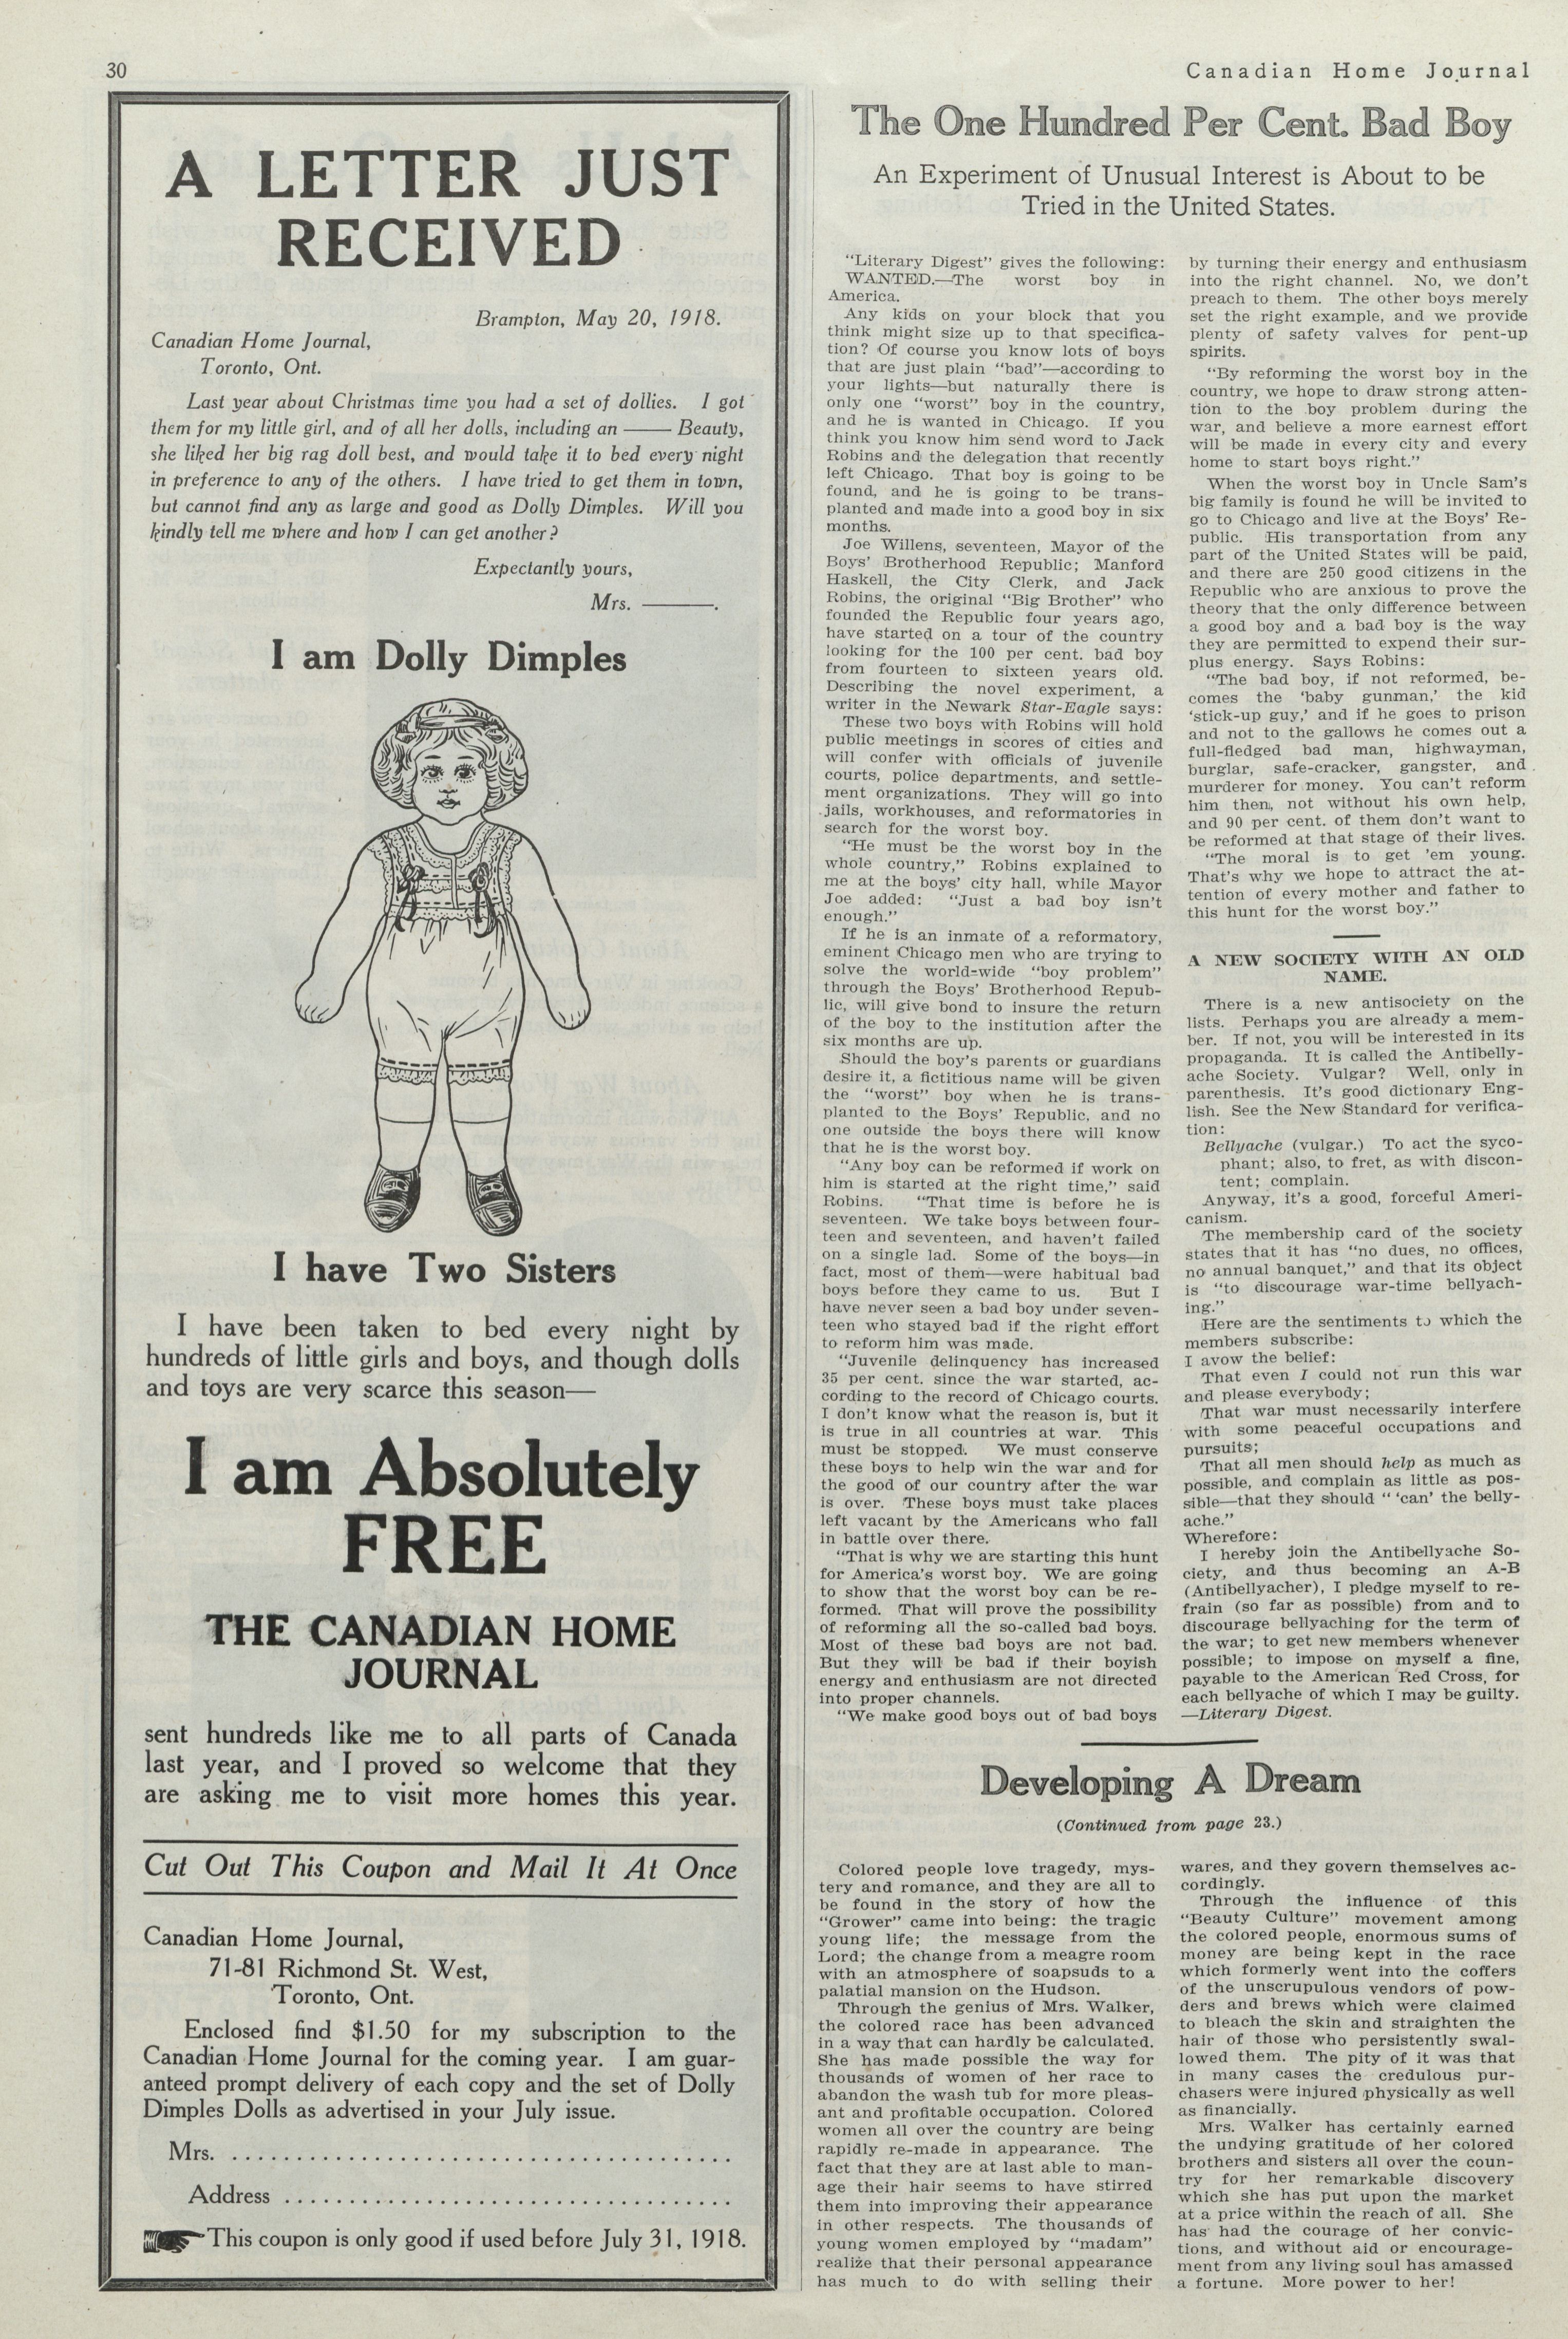 30
Canadian Home Journal
A LETTER JUST
RECEIVED
Brampton, May 20, 1918.
Canadian Home Journal,
Toronto, Ont.
Last year about Christmas time you had a set of dollies. I got
them for my little girl, and of all her dolls, including an —— Beauty,
she liked her big rag doll best, and would take it to bed every night
in preference to any of the others. I have tried to get them in town,
but cannot find any as large and good as Dolly Dimples. Will you
kindly tell me where and how I can get another?
Expectantly yours,
Mrs. ———.
I am Dolly Dimples
I have Two Sisters
I have been taken to bed every night by
hundreds of little girls and boys, and though dolls
and toys are very scarce this season—
I am Absolutely
FREE
THE CANADIAN HOME
JOURNAL
sent hundreds like me to all parts of Canada
last year, and I proved so welcome that they
are asking me to visit more homes this year.
Cut Out This Coupon and Mail It At Once
Canadian Home Journal,
71-81 Richmond St. West,
Toronto, Ont.
Enclosed find $1.50 for my subscription to the
Canadian Home Journal for the coming year. I am guar-
anteed prompt delivery of each copy and the set of Dolly
Dimples Dolls as advertised in your July issue.
Mrs. .......................................
Address ...................................
This coupon is only good if used before July 31, 1918.
The One Hundred Per Cent. Bad Boy
An Experiment of Unusual Interest is About to be
Tried in the United States.
"Literary Digest" gives the following:
WANTED.—The worst boy in
America.
Any kids on your block that you
think might size up to that specifica-
tion? Of course you know lots of boys
that are just plain "bad"—according to
your lights—but naturally there is
only one "worst" boy in the country,
and he is wanted in Chicago. If you
think you know him send word to Jack
Robins and the delegation that recently
left Chicago. That boy is going to be
found, and he is going to be trans-
planted and made into a good boy in six
months.
Joe Willens, seventeen, Mayor of the
Boys' Brotherhood Republic; Manford
Haskell, the City Clerk, and Jack
Robins, the original "Big Brother" who
founded the Republic four years ago,
have started on a tour of the country
looking for the 100 per cent. bad boy
from fourteen to sixteen years old.
Describing the novel experiment, a
writer in the Newark Star-Eagle says:
These two boys with Robins will hold
public meetings in scores of cities and
will confer with officials of juvenile
courts, police departments, and settle-
ment organizations. They will go into
jails, workhouses, and reformatories in
search for the worst boy.
"He must be the worst boy in the
whole country," Robins explained to
me at the boys' city hall, while Mayor
Joe added: "Just a bad boy isn't
enough."
If he is an inmate of a reformatory,
eminent Chicago men who are trying to
solve the world-wide "boy problem"
through the Boys' Brotherhood Repub-
lic, will give bond to insure the return
of the boy to the institution after the
six months are up.
Should the boy's parents or guardians
desire it, a fictitious name will be given
the "worst" boy when he is trans-
planted to the Boys' Republic, and no
one outside the boys there will know
that he is the worst boy.
"Any boy can be reformed if work on
him is started at the right time," said
Robins. "That time is before he is
seventeen. We take boys between four-
teen and seventeen, and haven't failed
on a single lad. Some of the boys—in
fact, most of them—were habitual bad
boys before they came to us. But I
have never seen a bad boy under seven-
teen who stayed bad if the right effort
to reform him was made.
"Juvenile delinquency has increased
35 per cent. since the war started, ac-
cording to the record of Chicago courts.
I don't know what the reason is, but it
is true in all countries at war. This
must be stopped. We must conserve
these boys to help win the war and for
the good of our country after the war
is over. These boys must take places
left vacant by the Americans who fall
in battle over there.
"That is why we are starting this hunt
for America's worst boy. We are going
to show that the worst boy can be re-
formed. That will prove the possibility
of reforming all the so-called bad boys.
Most of these bad boys are not bad.
But they will be bad if their boyish
energy and enthusiasm are not directed
into proper channels.
"We make good boys out of bad boys
by turning their energy and enthusiasm
into the right channel. No, we don't
preach to them. The other boys merely
set the right example, and we provide
plenty of safety valves for pent-up
spirits.
"By reforming the worst boy in the
country, we hope to draw strong atten-
tion to the boy problem during the
war, and believe a more earnest effort
will be made in every city and every
home to start boys right."
When the worst boy in Uncle Sam's
big family is found he will be invited to
go to Chicago and live at the Boys' Re-
public. His transportation from any
part of the United States will be paid,
and there are 250 good citizens in the
Republic who are anxious to prove the
theory that the only difference between
a good boy and a bad boy is the way
they are permitted to expend their sur-
plus energy. Says Robins:
"The bad boy, if not reformed, be-
comes the 'baby gunman,' the kid
'stick-up guy,' and if he goes to prison
and not to the gallows he comes out a
full-fledged bad man, highwayman,
burglar, safe-cracker, gangster, and
murderer for money. You can't reform
him then, not without his own help,
and 90 per cent. of them don't want to
be reformed at that stage of their lives.
"The moral is to get 'em young.
That's why we hope to attract the at-
tention of every mother and father to
this hunt for the worst boy."
A NEW SOCIETY WITH AN OLD
NAME.
There is a new antisociety on the
lists. Perhaps you are already a mem-
ber. If not, you will be interested in its
propaganda. It is called the Antibelly-
ache Society. Vulgar? Well, only in
parenthesis. It's good dictionary Eng-
lish. See the New Standard for verifica-
tion:
Bellyache (vulgar.) To act the syco-
phant; also, to fret, as with discon-
tent; complain.
Anyway, it's a good, forceful Ameri-
canism.
The membership card of the society
states that it has "no dues, no offices,
no annual banquet," and that its object
is "to discourage war-time bellyach-
ing."
Here are the sentiments to which the
members subscribe:
I avow the belief:
That even I could not run this war
and please everybody;
That war must necessarily interfere
with some peaceful occupations and
pursuits;
That all men should help as much as
possible, and complain as little as pos-
sible—that they should " 'can' the belly-
ache."
Wherefore:
I hereby join the Antibellyache So-
ciety, and thus becoming an A-B
(Antibellyacher), I pledge myself to re-
frain (so far as possible) from and to
discourage bellyaching for the term of
the war; to get new members whenever
possible; to impose on myself a fine,
payable to the American Red Cross, for
each bellyache of which I may be guilty.
—Literary Digest.
Developing A Dream
(Continued from page 23.)
Colored people love tragedy, mys-
tery and romance, and they are all to
be found in the story of how the
"Grower" came into being: the tragic
young life; the message from the
Lord; the change from a meagre room
with an atmosphere of soapsuds to a
palatial mansion on the Hudson.
Through the genius of Mrs. Walker,
the colored race has been advanced
in a way that can hardly be calculated.
She has made possible the way for
thousands of women of her race to
abandon the wash tub for more pleas-
ant and profitable occupation. Colored
women all over the country are being
rapidly re-made in appearance. The
fact that they are at last able to man-
age their hair seems to have stirred
them into improving their appearance
in other respects. The thousands of
young women employed by "madam"
realize that their personal appearance
has much to do with selling their
wares, and they govern themselves ac-
cordingly.
Through the influence of this
"Beauty Culture" movement among
the colored people, enormous sums of
money are being kept in the race
which formerly went into the coffers
of the unscrupulous vendors of pow-
ders and brews which were claimed
to bleach the skin and straighten the
hair of those who persistently swal-
lowed them. The pity of it was that
in many cases the credulous pur-
chasers were injured physically as well
as financially.
Mrs. Walker has certainly earned
the undying gratitude of her colored
brothers and sisters all over the coun-
try for her remarkable discovery
which she has put upon the market
at a price within the reach of all. She
has had the courage of her convic-
tions, and without aid or encourage-
ment from any living soul has amassed
a fortune. More power to her!